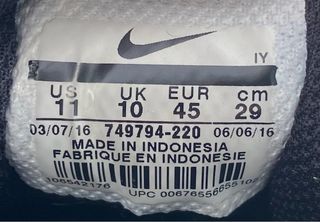 IY
US UK EUR cm
11 10 45 29
03/07/16 749794-220 06/06/16
MADE IN INDONESIA
FABRIQUE EN INDONESIE